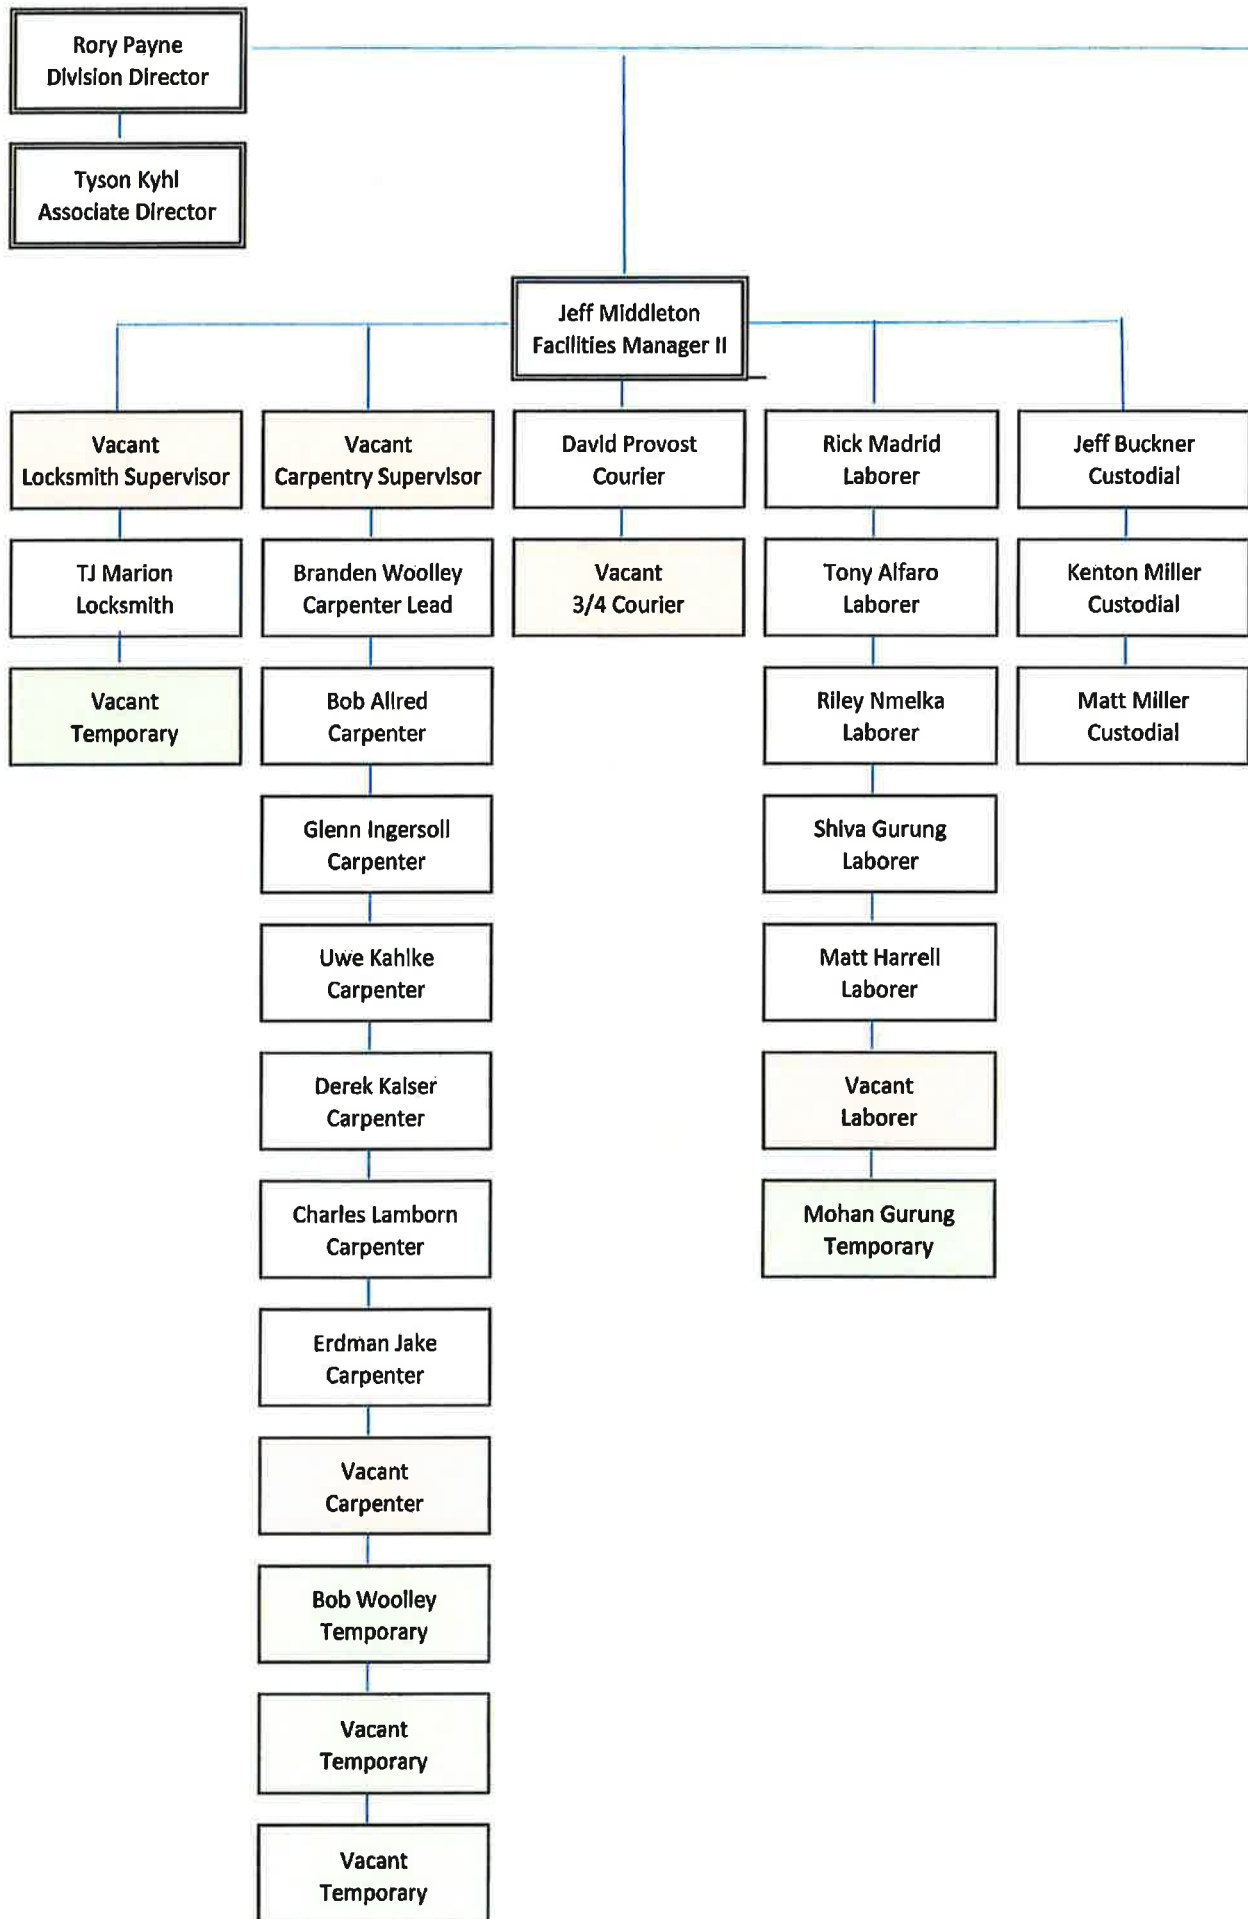 Rory Payne
Division Director
Tyson Kyhl
Associate Director
Jeff Middleton
Facilities Manager II
Vacant
Locksmith Supervisor
TJ Marion
Locksmith
Vacant
Temporary
Vacant
Carpentry Supervisor
Branden Woolley
Carpenter Lead
Bob Allred
Carpenter
Glenn Ingersoll
Carpenter
Uwe Kahlke
Carpenter
Derek Kaiser
Carpenter
Charles Lamborn
Carpenter
Erdman Jake
Carpenter
Vacant
Carpenter
Bob Woolley
Temporary
Vacant
Temporary
Vacant
Temporary
David Provost
Courier
Vacant
3/4 Courier
Rick Madrid
Laborer
Tony Alfaro
Laborer
Riley Nmelka
Laborer
Shiva Gurung
Laborer
Matt Harrell
Laborer
Vacant
Laborer
Mohan Gurung
Temporary
Jeff Buckner
Custodial
Kenton Miller
Custodial
Matt Miller
Custodial